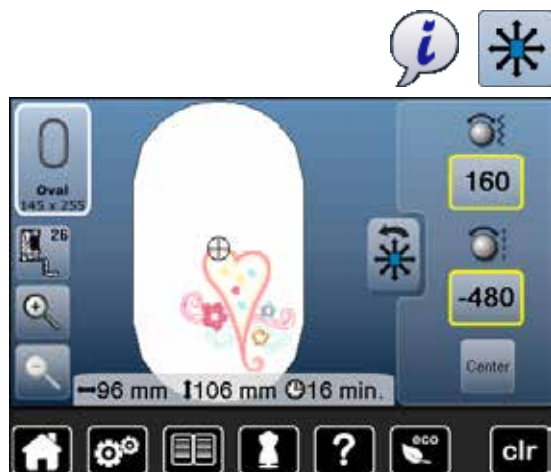 i
Oval
145 x 255
26
160
-480
Center
96 mm 106 mm 16 min.
?
eco
clr